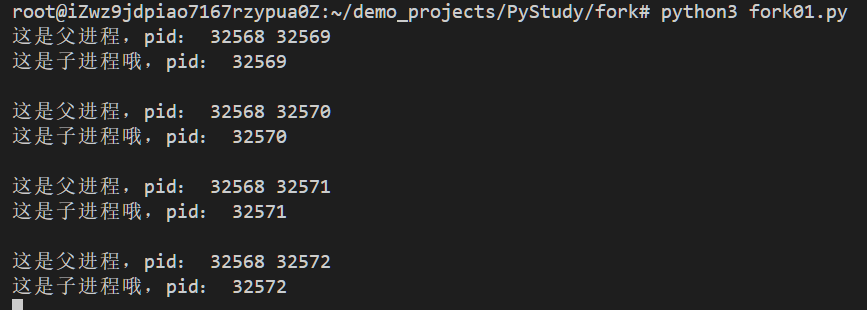 root@iZwz9jdpiao7167rzypua0Z:~/demo_projects/PyStudy/fork# python3 fork01.py
这是父进程，pid： 32568 32569
这是子进程哦，pid： 32569
这是父进程，pid： 32568 32570
这是子进程哦，pid： 32570
这是父进程，pid： 32568 32571
这是子进程哦，pid： 32571
这是父进程，pid： 32568 32572
这是子进程哦，pid： 32572